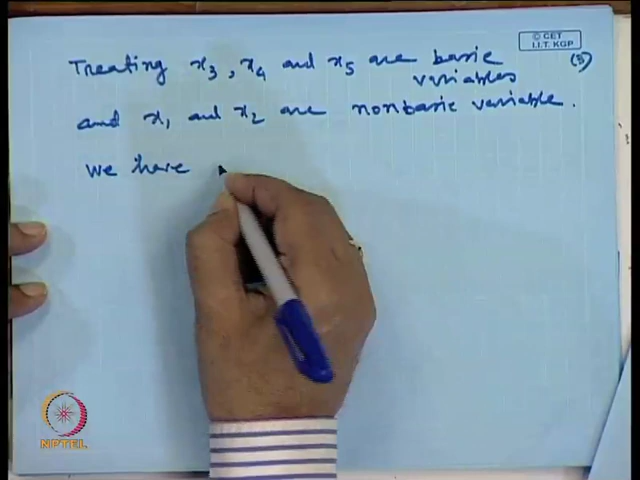 © CET
I.I.T. KGP
Treating x₃, x₄ and x₅ are basic (5)
variables
and x₁ and x₂ are nonbasic variable.
we have
NPTEL